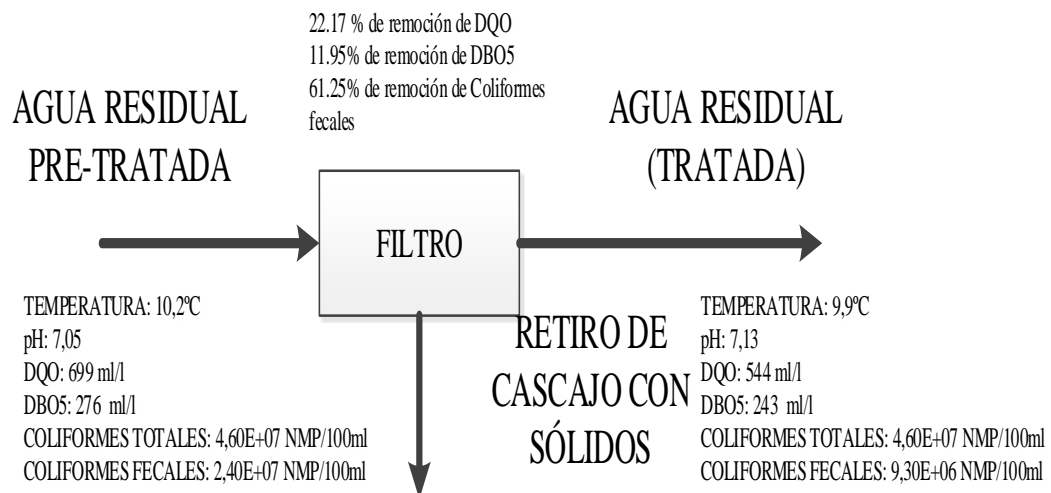 22.17 % de remoción de DQO
11.95% de remoción de DBO5
61.25% de remoción de Coliformes
fecales
AGUA RESIDUAL
PRE-TRATADA
AGUA RESIDUAL
(TRATADA)
FILTRO
TEMPERATURA: 10,2ºC
pH: 7,05
DQO: 699 ml/l
DBO5: 276 ml/l
COLIFORMES TOTALES: 4,60E+07 NMP/100ml
COLIFORMES FECALES: 2,40E+07 NMP/100ml
RETIRO DE
CASCAJO CON
SÓLIDOS
TEMPERATURA: 9,9ºC
pH: 7,13
DQO: 544 ml/l
DBO5: 243 ml/l
COLIFORMES TOTALES: 4,60E+07 NMP/100ml
COLIFORMES FECALES: 9,30E+06 NMP/100ml